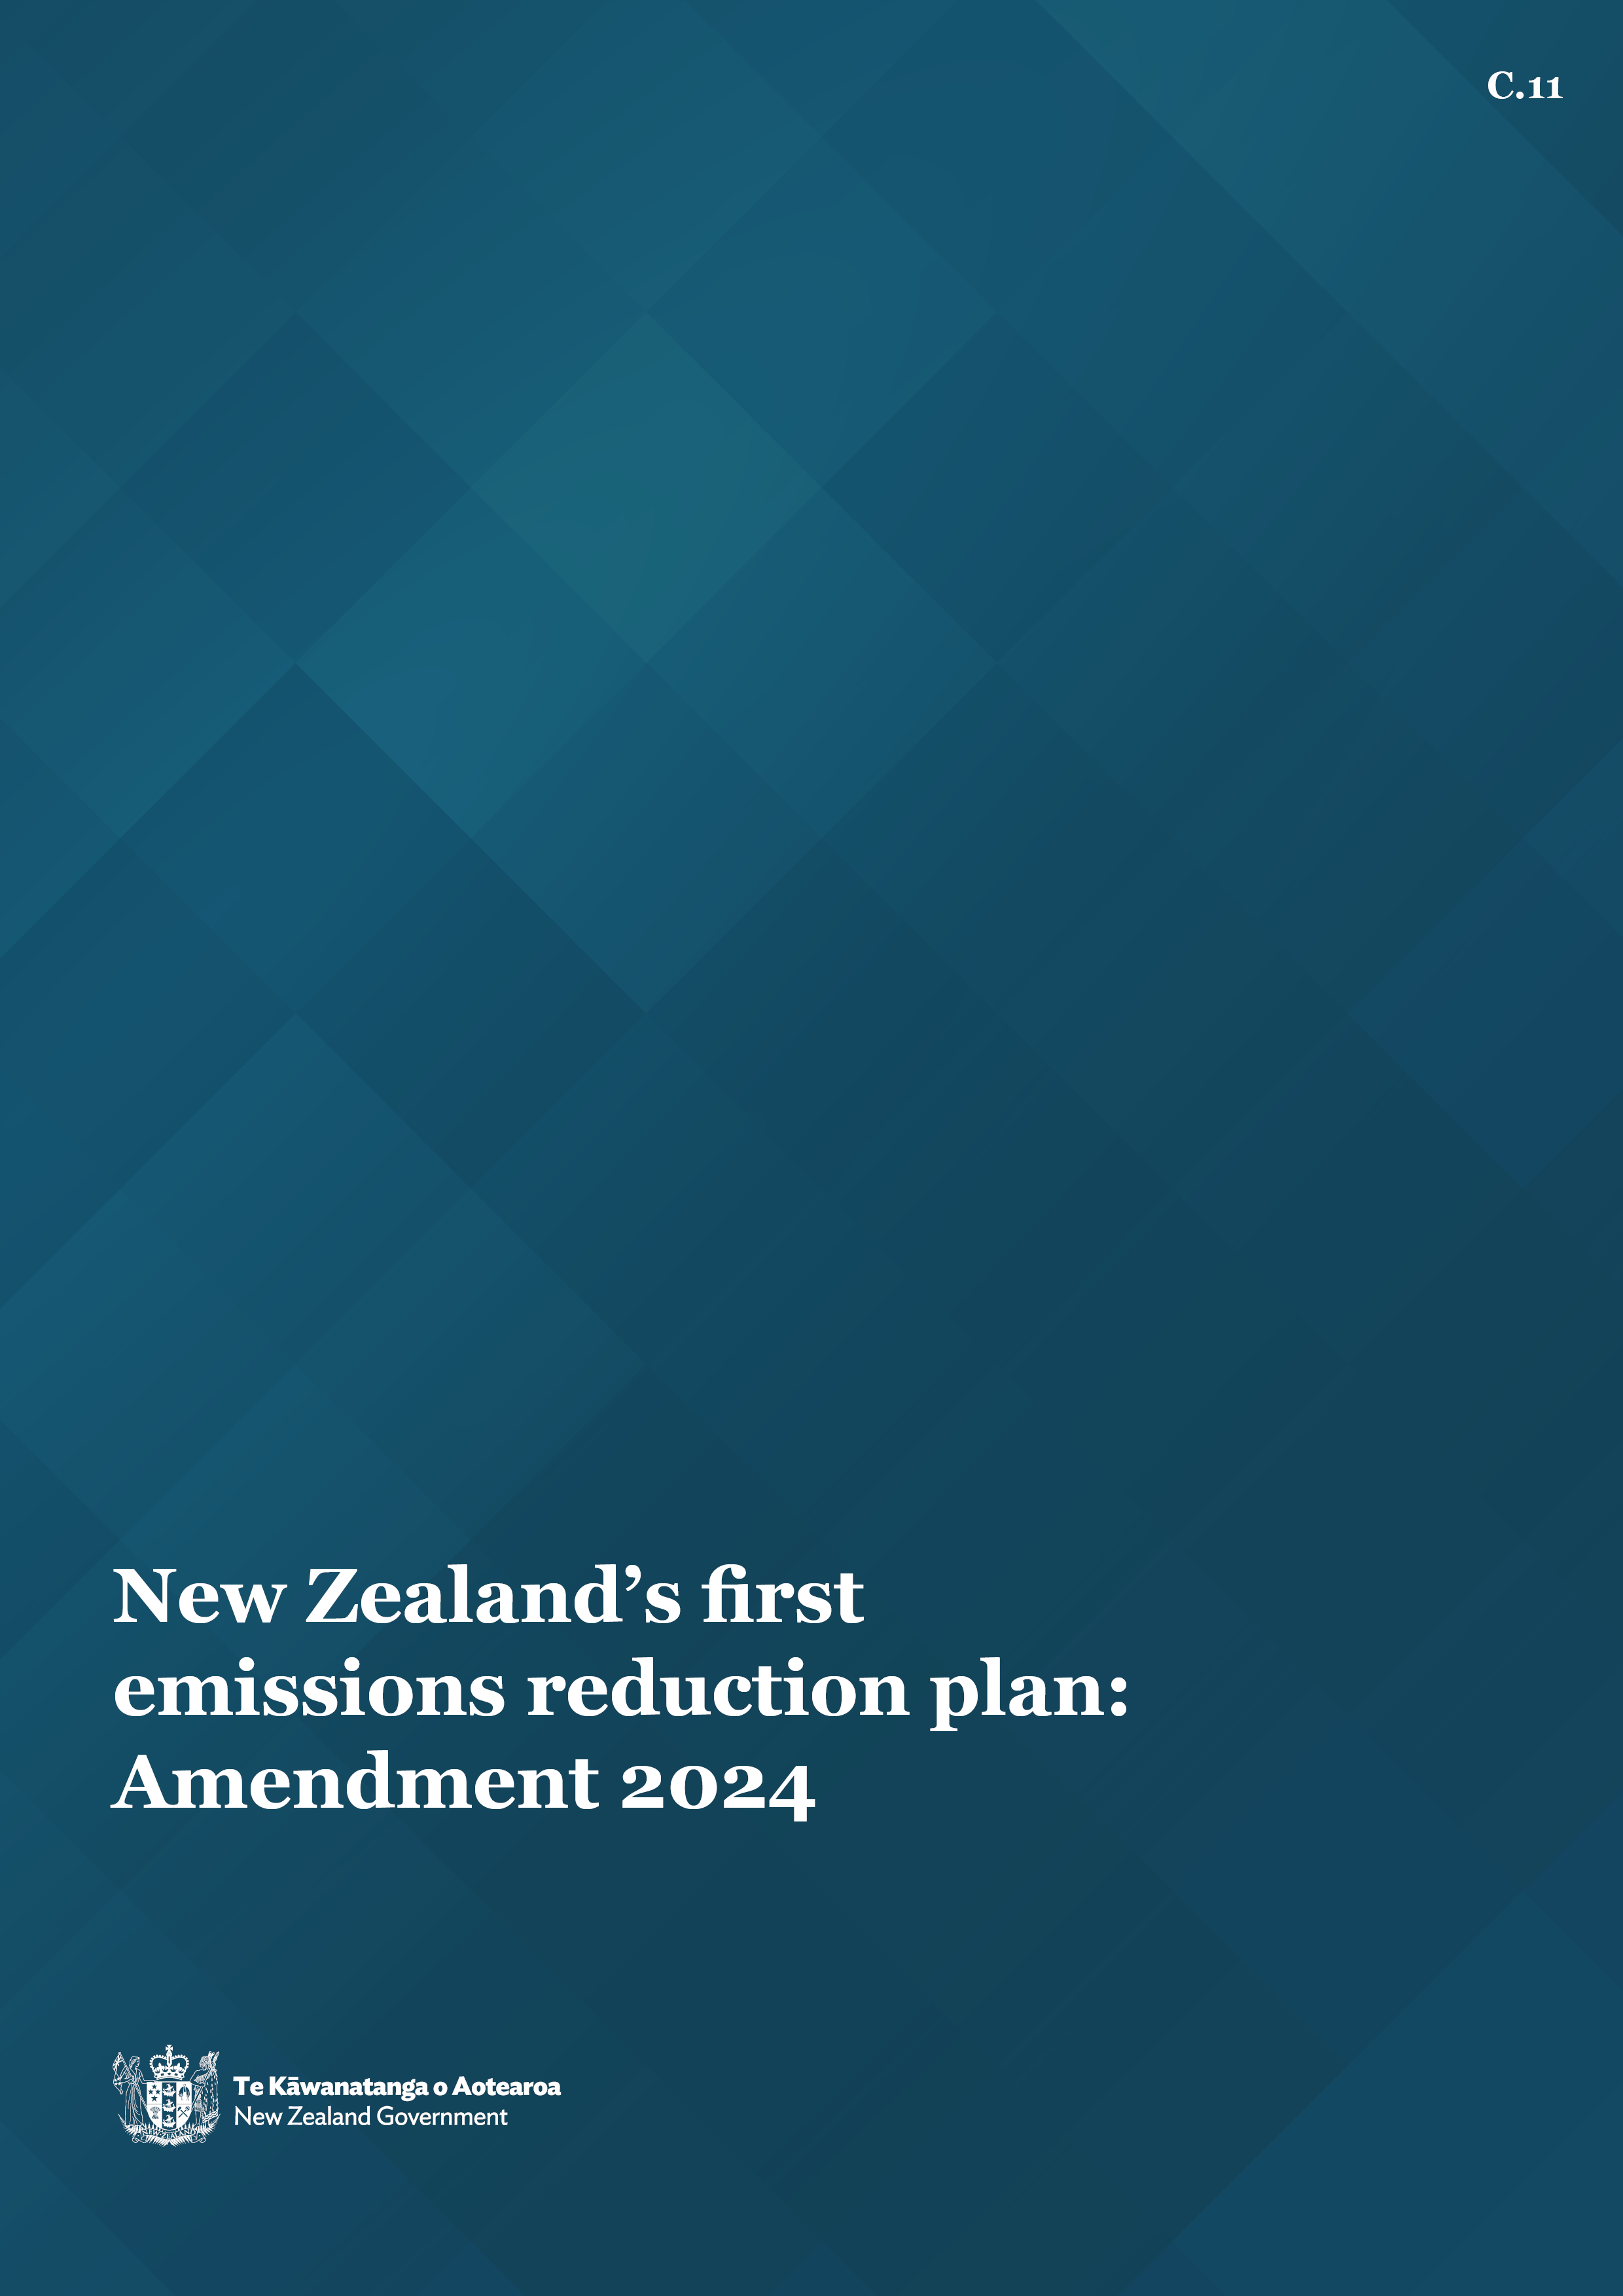 C.11
New Zealand’s first
emissions reduction plan:
Amendment 2024
Te Kāwanatanga o Aotearoa
New Zealand Government